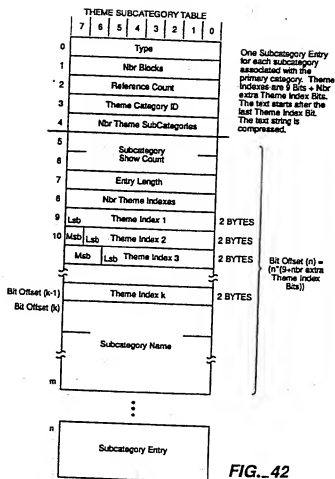 THEME SUBCATEGORY TABLE
7 6 5 4 3 2 1 0
0 Type
1 Nbr Blocks
2 Reference Count
3 Theme Category ID
4 Nbr Theme SubCategories
5 Subcategory
6 Show Count
7 Entry Length
8 Nbr Theme Indexes
9 Lsb Theme Index 1 2 BYTES
10 Msb Lsb Theme Index 2 2 BYTES
Msb Lsb Theme Index 3 2 BYTES
Bit Offset (k-1) Theme Index k 2 BYTES
Bit Offset (k)
Subcategory Name
m
n Subcategory Entry
One Subcategory Entry
for each subcategory
associated with the
primary category. Theme
Indexes are 9 Bits + Nbr
extra Theme Index Bits.
The text starts after the
last Theme Index Bit.
The text string is
compressed.
Bit Offset (n) =
(n*(9+nbr extra
Theme Index
Bits))
FIG._42